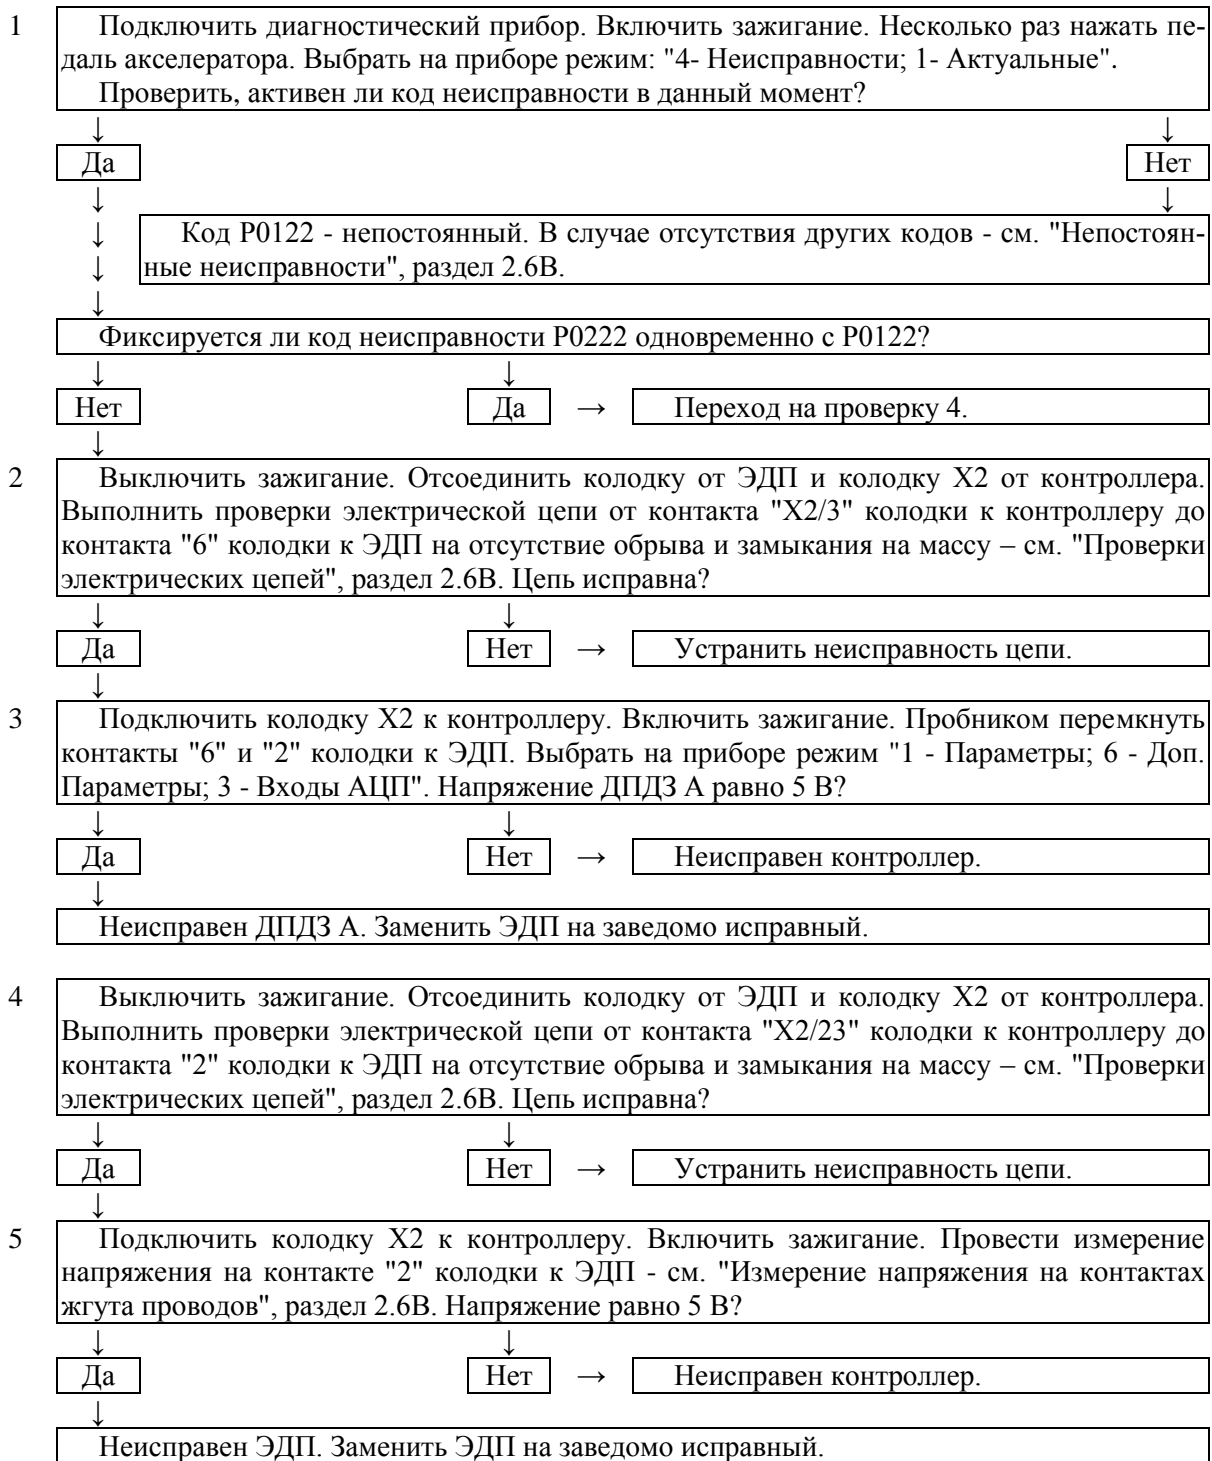 1 Подключить диагностический прибор. Включить зажигание. Несколько раз нажать пе-
даль акселератора. Выбрать на приборе режим: "4- Неисправности; 1- Актуальные".
Проверить, активен ли код неисправности в данный момент?
↓ ↓
Да Нет
↓ ↓
↓ Код Р0122 - непостоянный. В случае отсутствия других кодов - см. "Непостоян-
↓ ные неисправности", раздел 2.6В.
↓
Фиксируется ли код неисправности Р0222 одновременно с Р0122?
↓ ↓
Нет Да → Переход на проверку 4.
↓
2 Выключить зажигание. Отсоединить колодку от ЭДП и колодку Х2 от контроллера.
Выполнить проверки электрической цепи от контакта "Х2/3" колодки к контроллеру до
контакта "6" колодки к ЭДП на отсутствие обрыва и замыкания на массу – см. "Проверки
электрических цепей", раздел 2.6В. Цепь исправна?
↓ ↓
Да Нет → Устранить неисправность цепи.
↓
3 Подключить колодку Х2 к контроллеру. Включить зажигание. Пробником перемкнуть
контакты "6" и "2" колодки к ЭДП. Выбрать на приборе режим "1 - Параметры; 6 - Доп.
Параметры; 3 - Входы АЦП". Напряжение ДПДЗ А равно 5 В?
↓ ↓
Да Нет → Неисправен контроллер.
↓
Неисправен ДПДЗ А. Заменить ЭДП на заведомо исправный.
4 Выключить зажигание. Отсоединить колодку от ЭДП и колодку Х2 от контроллера.
Выполнить проверки электрической цепи от контакта "Х2/23" колодки к контроллеру до
контакта "2" колодки к ЭДП на отсутствие обрыва и замыкания на массу – см. "Проверки
электрических цепей", раздел 2.6В. Цепь исправна?
↓ ↓
Да Нет → Устранить неисправность цепи.
↓
5 Подключить колодку Х2 к контроллеру. Включить зажигание. Провести измерение
напряжения на контакте "2" колодки к ЭДП - см. "Измерение напряжения на контактах
жгута проводов", раздел 2.6В. Напряжение равно 5 В?
↓ ↓
Да Нет → Неисправен контроллер.
↓
Неисправен ЭДП. Заменить ЭДП на заведомо исправный.